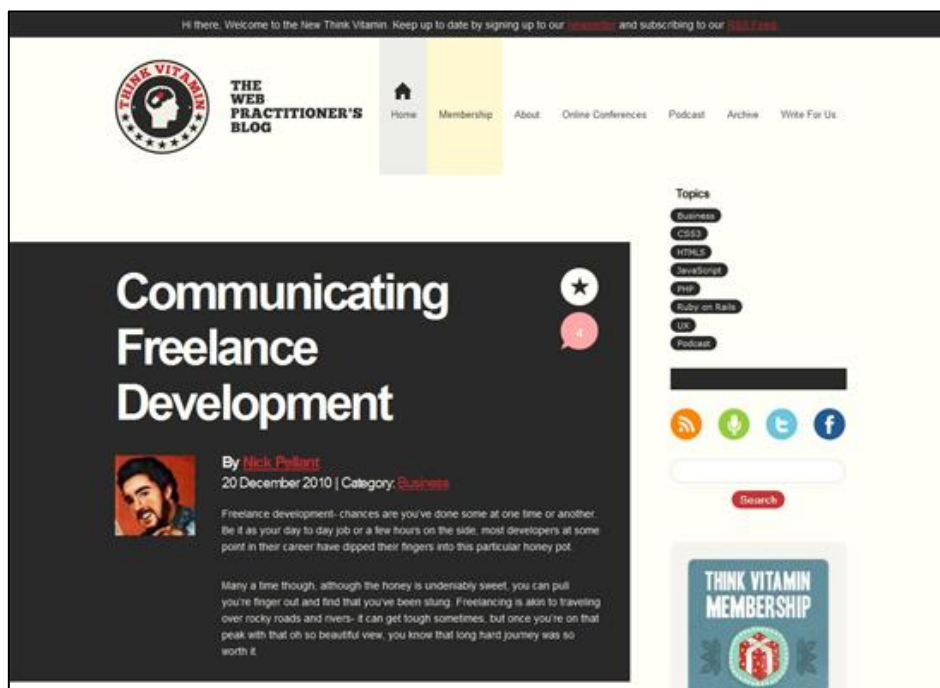 Hi there, Welcome to the New Think Vitamin. Keep up to date by signing up to our newsletter and subscribing to our RSS Feed.
THINK VITAMIN
THE
WEB
PRACTITIONER'S
BLOG
Home Membership About Online Conferences Podcast Archive Write For Us
Topics
Business
CSS3
HTML5
JavaScript
PHP
Ruby on Rails
UX
Podcast
Communicating
Freelance
Development
4
By Nick Pellant
20 December 2010 | Category: Business
Freelance development- chances are you've done some at one time or another.
Be it as your day to day job or a few hours on the side, most developers at some
point in their career have dipped their fingers into this particular honey pot.
Many a time though, although the honey is undeniably sweet, you can pull
you're finger out and find that you've been stung. Freelancing is akin to traveling
over rocky roads and rivers- it can get tough sometimes, but once you're on that
peak with that oh so beautiful view, you know that long hard journey was so
worth it.
Search
THINK VITAMIN
MEMBERSHIP